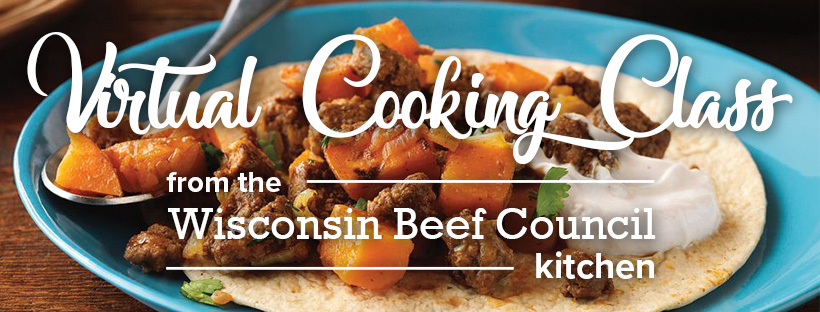 Virtual Cooking Class
from the
Wisconsin Beef Council
kitchen